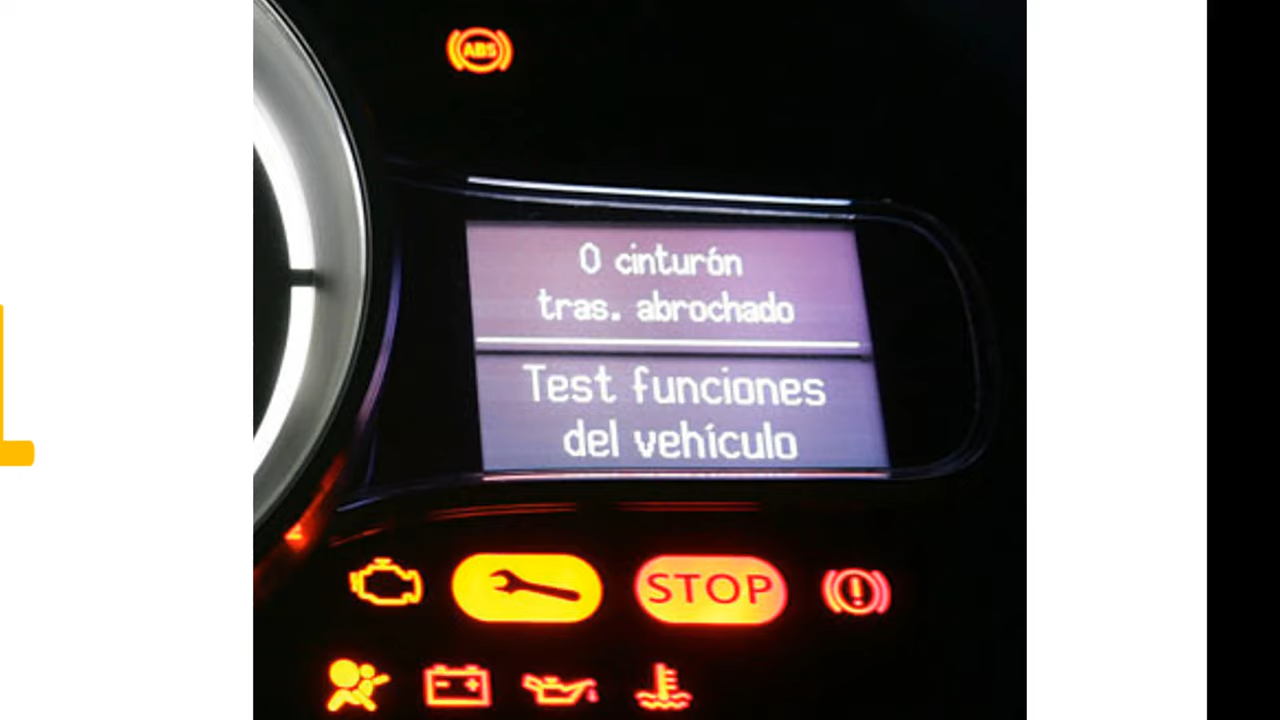 ABS
0 cinturón
tras. abrochado
Test funciones
del vehículo
STOP